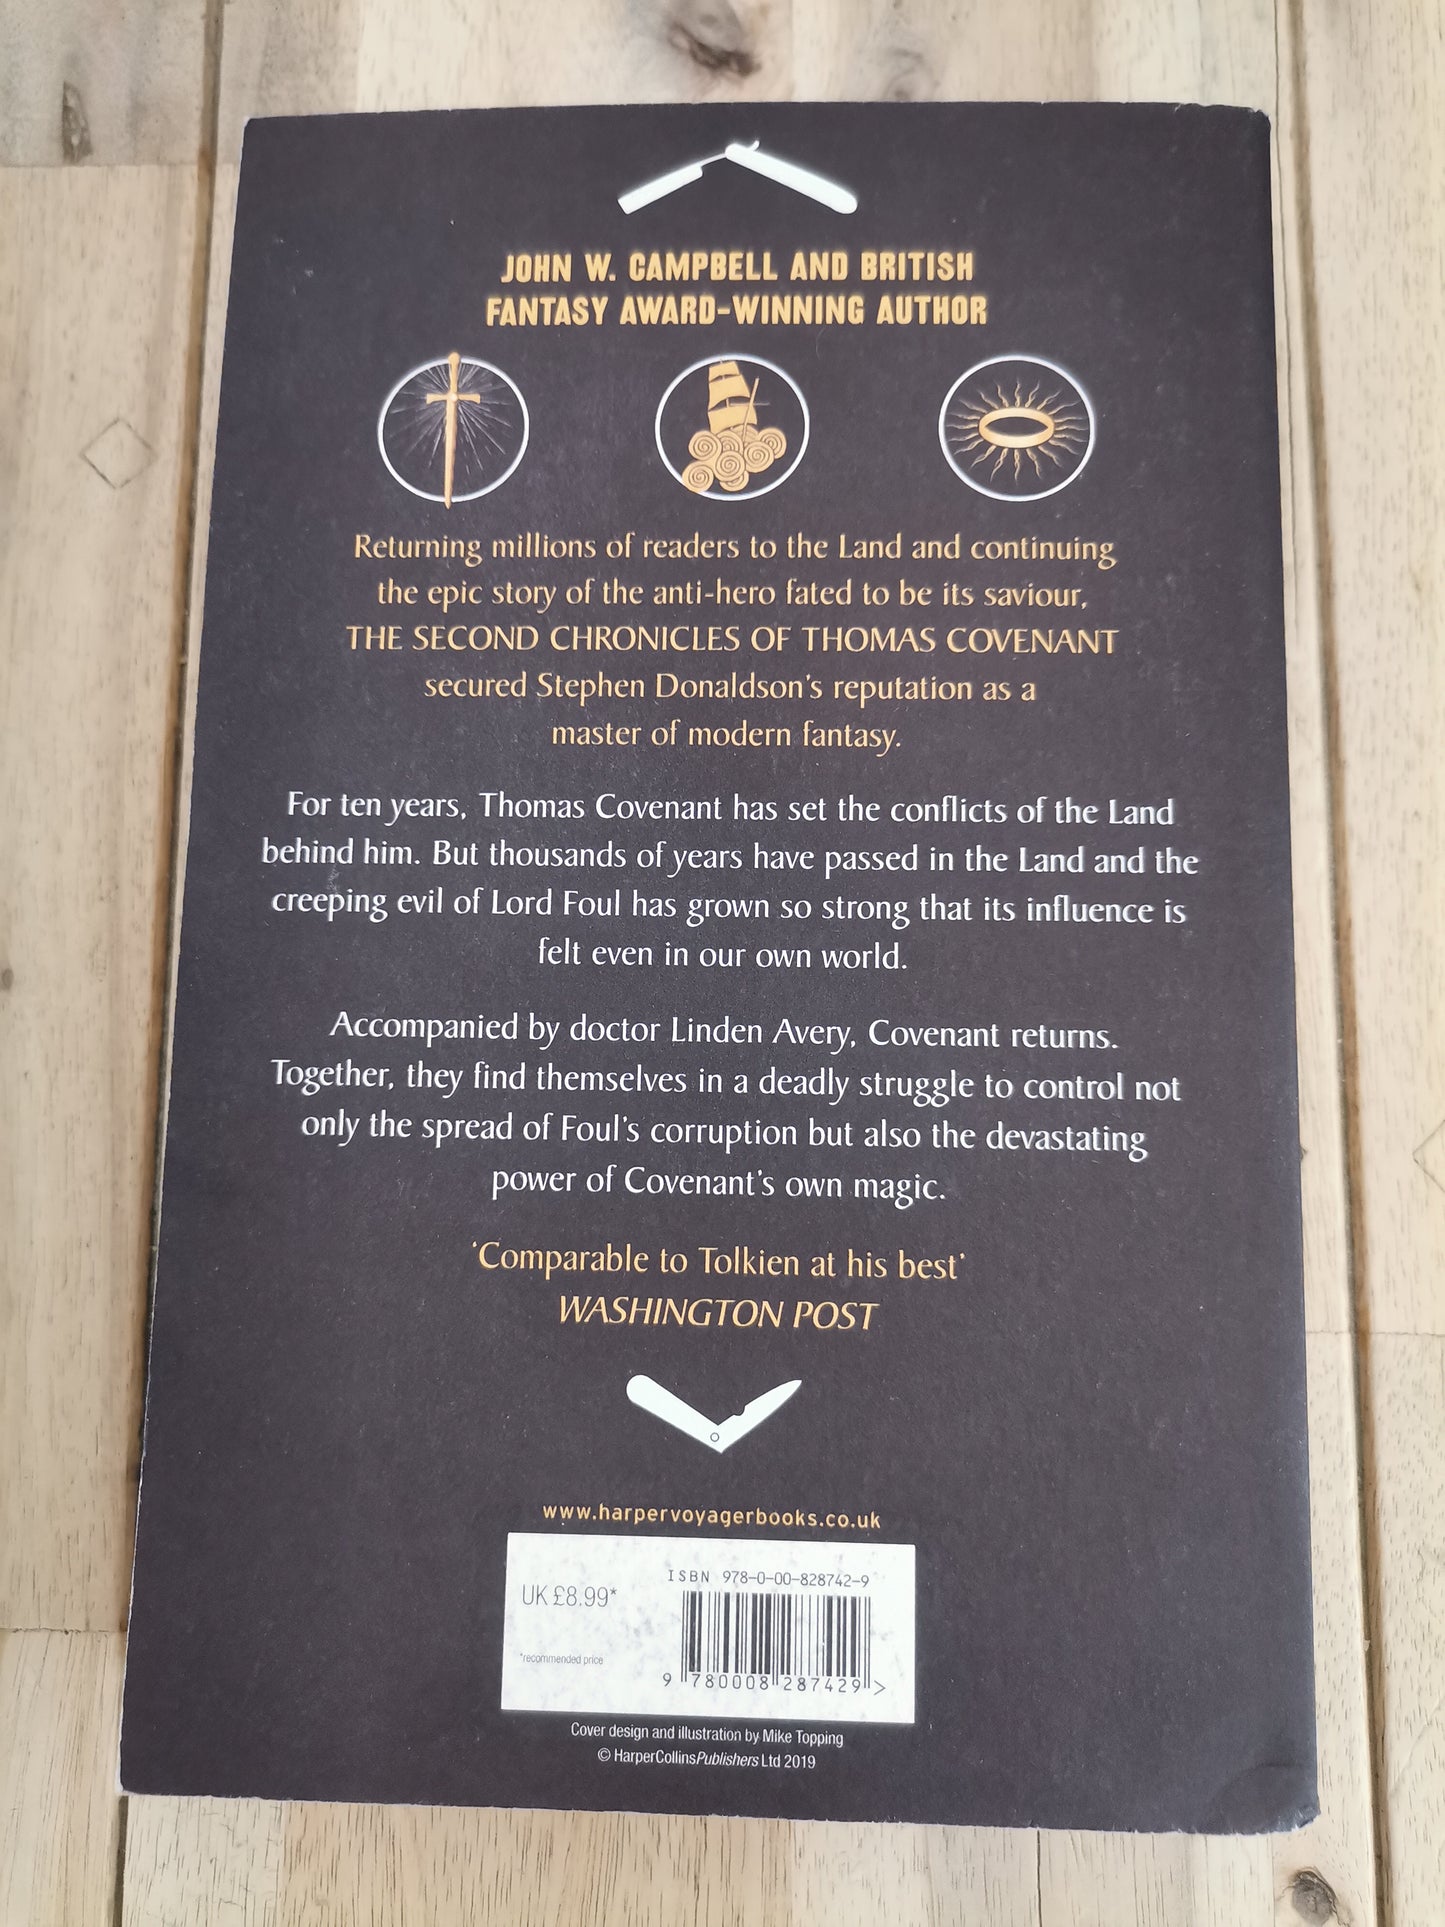 JOHN W. CAMPBELL AND BRITISH
FANTASY AWARD-WINNING AUTHOR
Returning millions of readers to the Land and continuing
the epic story of the anti-hero fated to be its saviour,
THE SECOND CHRONICLES OF THOMAS COVENANT
secured Stephen Donaldson's reputation as a
master of modern fantasy.
For ten years, Thomas Covenant has set the conflicts of the Land
behind him. But thousands of years have passed in the Land and the
creeping evil of Lord Foul has grown so strong that its influence is
felt even in our own world.
Accompanied by doctor Linden Avery, Covenant returns.
Together, they find themselves in a deadly struggle to control not
only the spread of Foul's corruption but also the devastating
power of Covenant's own magic.
'Comparable to Tolkien at his best'
WASHINGTON POST
www.harpervoyagerbooks.co.uk
ISBN 978-0-00-828742-9
UK £8.99*
*recommended price
9 780008 287429 >
Cover design and illustration by Mike Topping
© HarperCollinsPublishers Ltd 2019